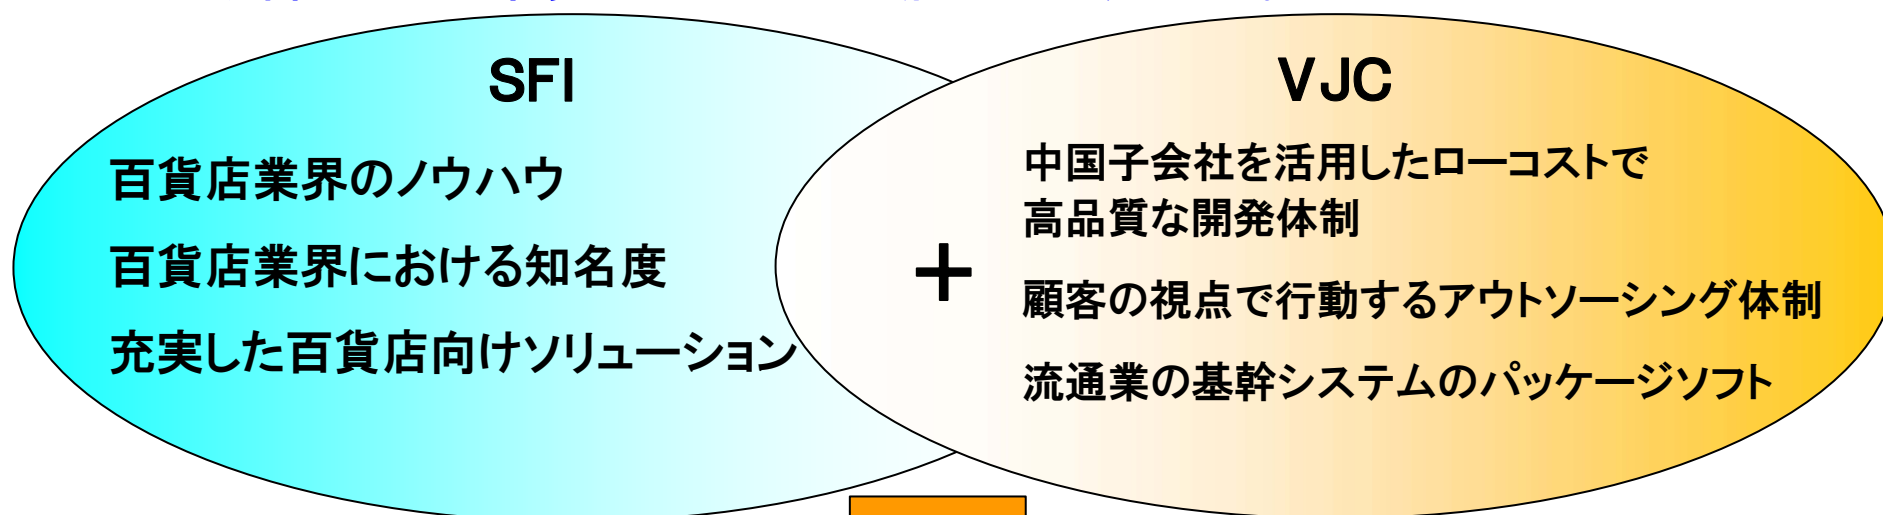 SFI
百貨店業界のノウハウ
百貨店業界における知名度
充実した百貨店向けソリューション
+
VJC
中国子会社を活用したローコストで
高品質な開発体制
顧客の視点で行動するアウトソーシング体制
流通業の基幹システムのパッケージソフト